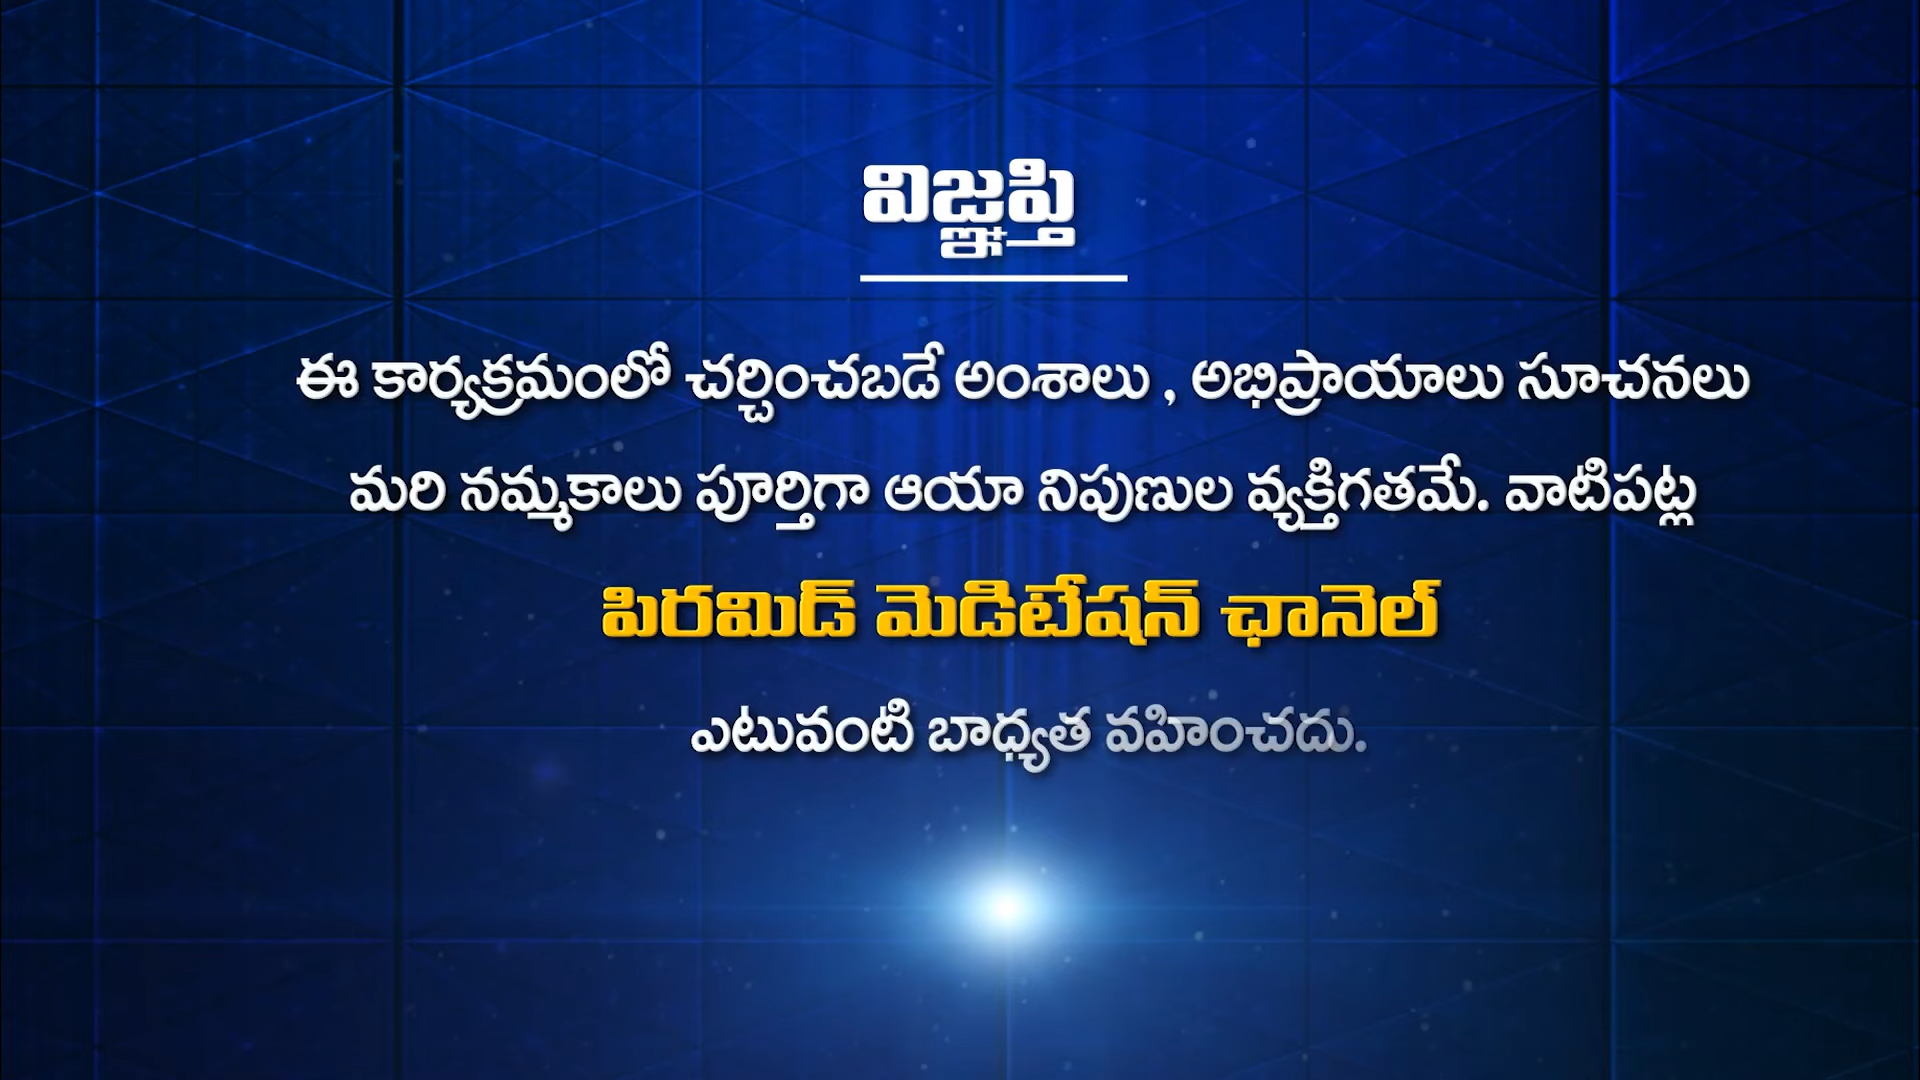 విజ్ఞప్తి
ఈ కార్యక్రమంలో చర్చించబడే అంశాలు , అభిప్రాయాలు సూచనలు
మరి నమ్మకాలు పూర్తిగా ఆయా నిపుణుల వ్యక్తిగతమే. వాటిపట్ల
పిరమిడ్ మెడిటేషన్ ఛానెల్
ఎటువంటి బాధ్యత వహించదు.